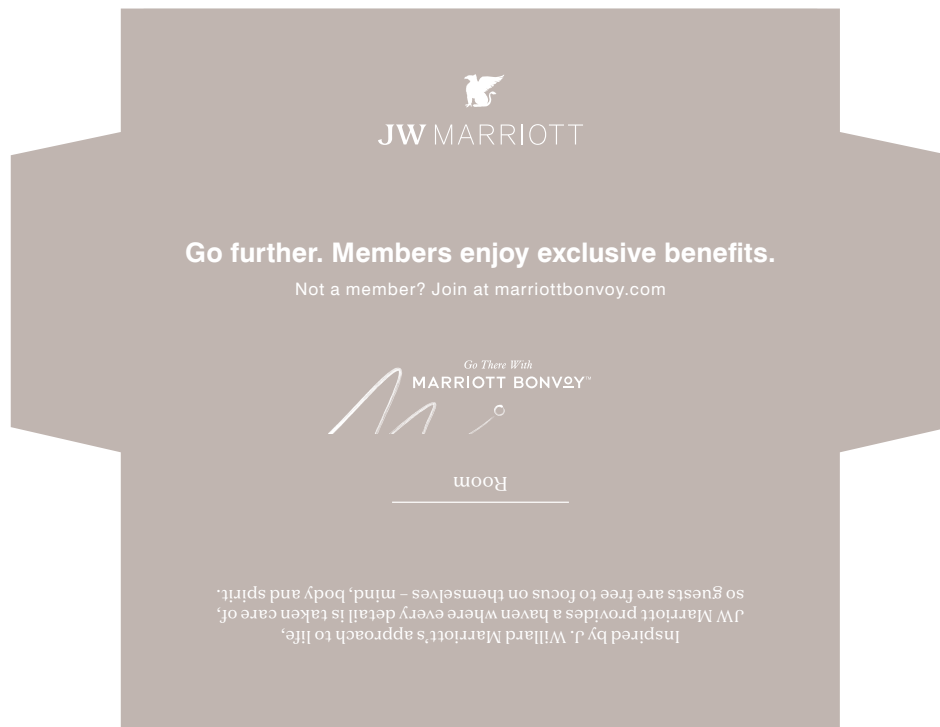 JW MARRIOTT
Go further. Members enjoy exclusive benefits.
Not a member? Join at marriottbonvoy.com
Go There With
MARRIOTT BONVOY™
Room
Inspired by J. Willard Marriott's approach to life,
JW Marriott provides a haven where every detail is taken care of,
so guests are free to focus on themselves – mind, body and spirit.